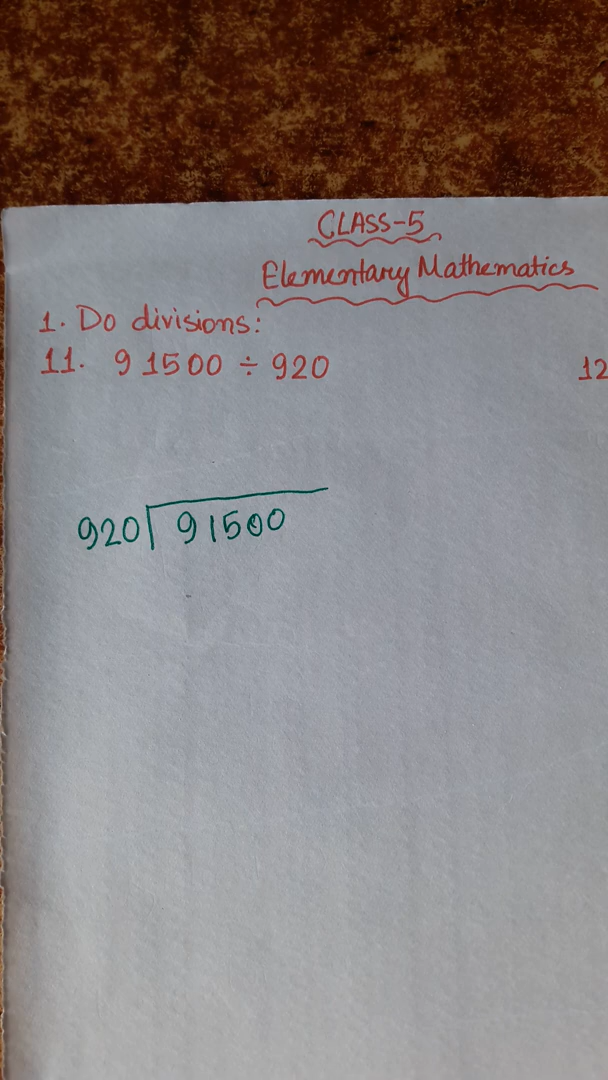 CLASS-5
Elementary Mathematics
1. Do divisions:
11. 91500 ÷ 920
12
920 91500